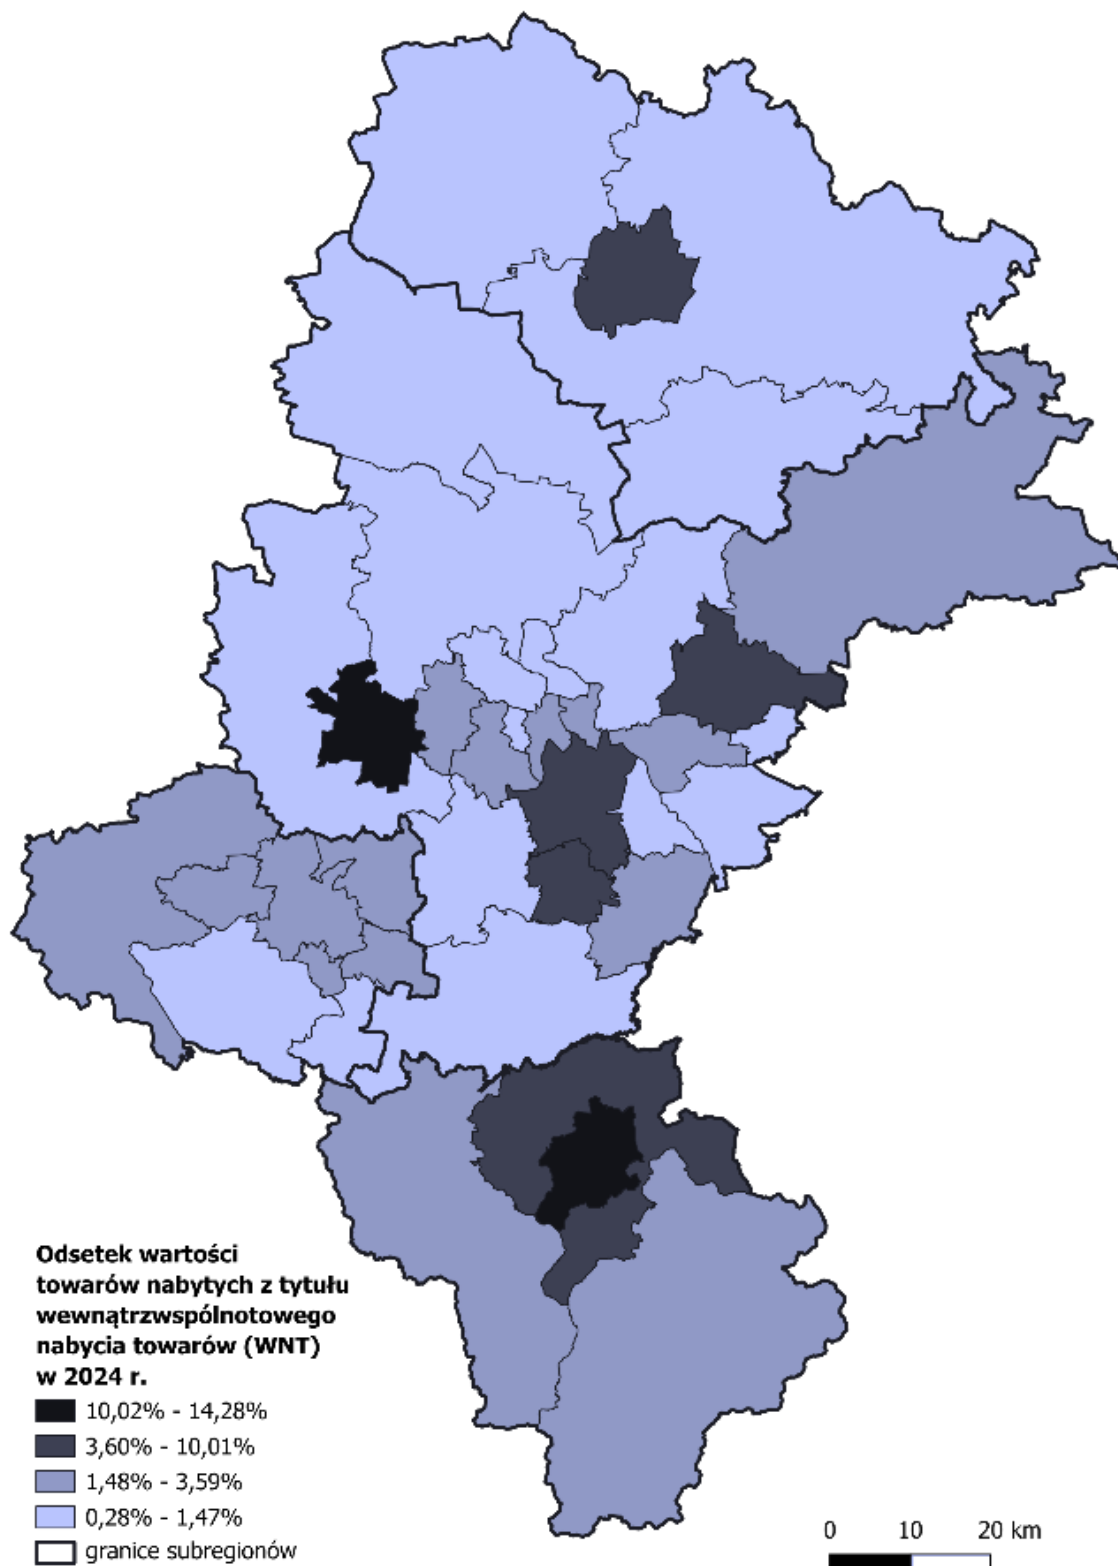 Odsetek wartości
towarów nabytych z tytułu
wewnątrzwspólnotowego
nabycia towarów (WNT)
w 2024 r.
10,02% - 14,28%
3,60% - 10,01%
1,48% - 3,59%
0,28% - 1,47%
granice subregionów
0 10 20 km